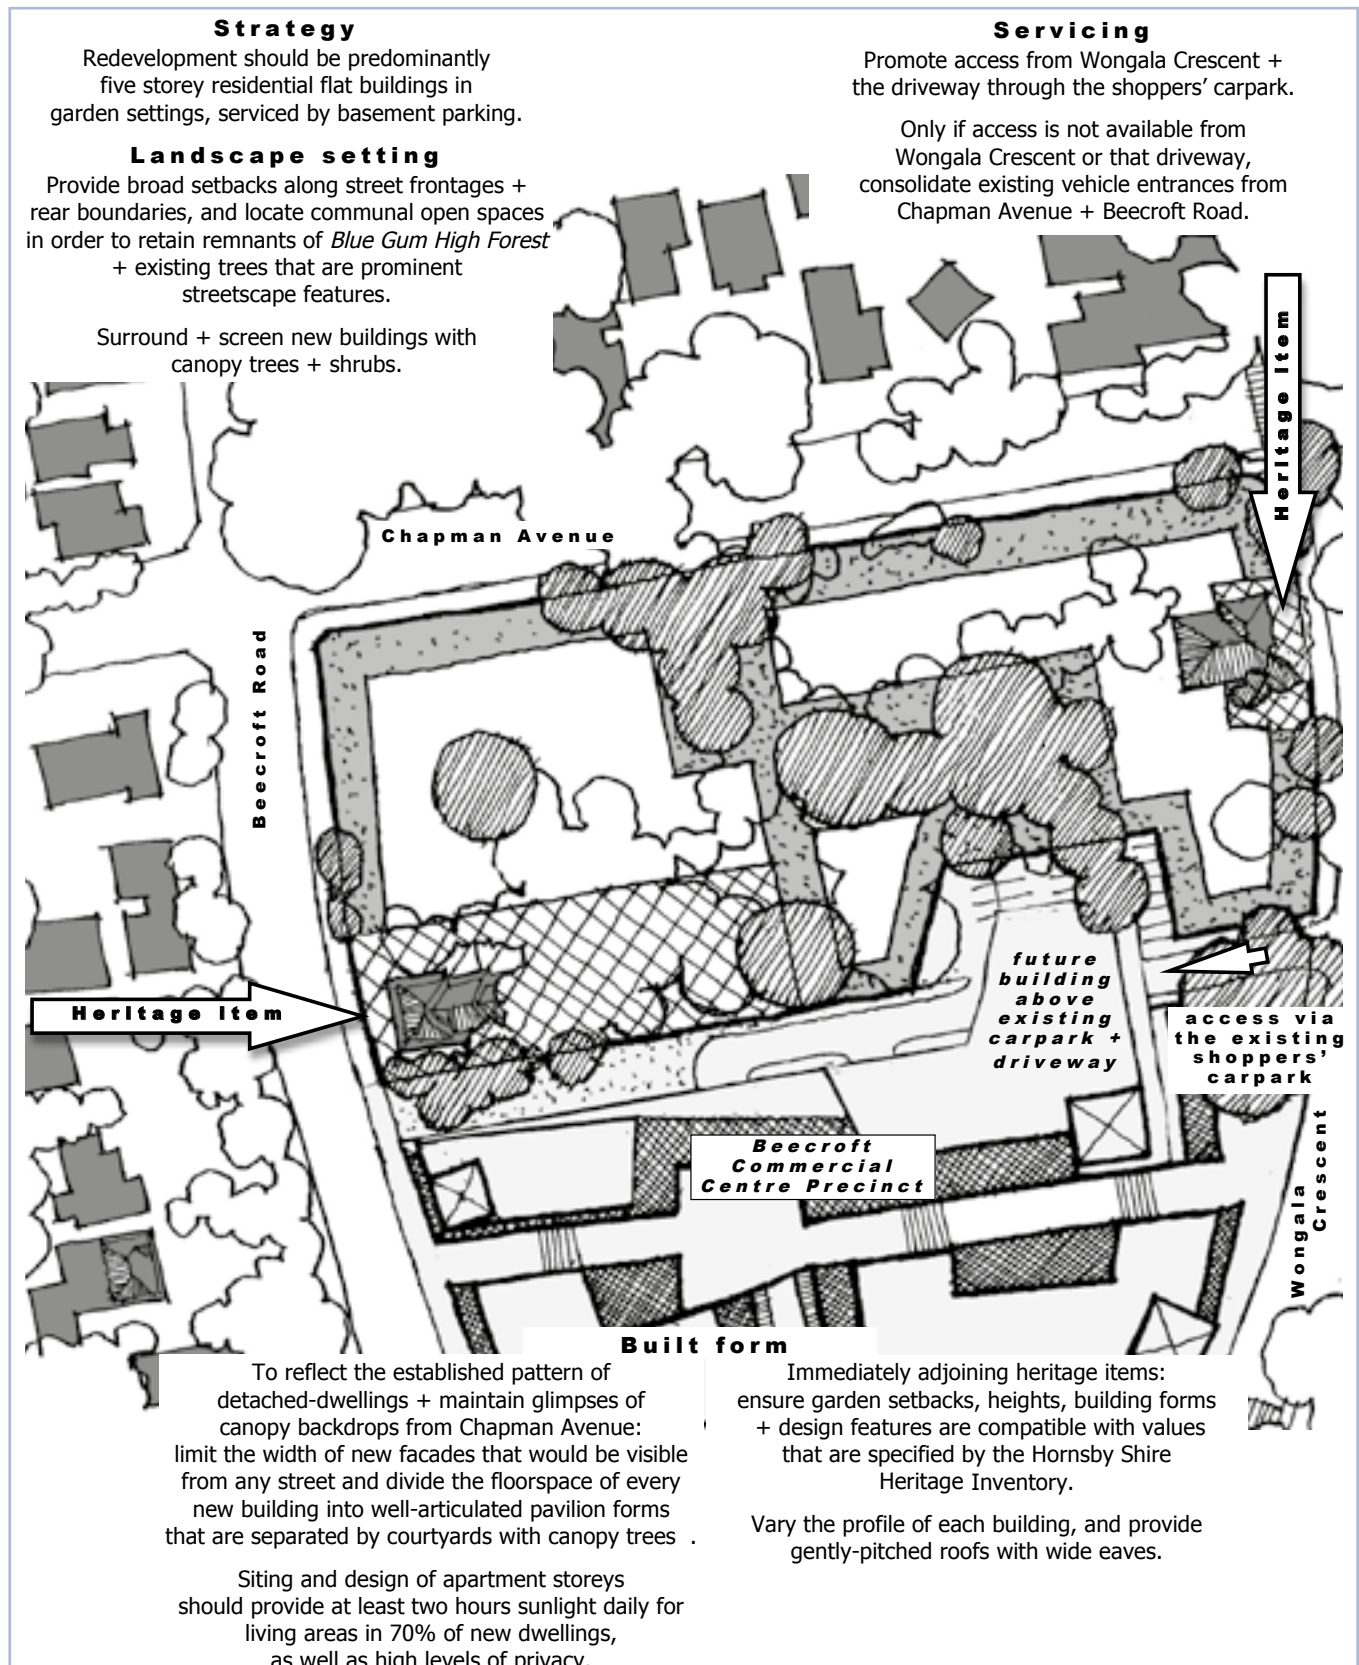 Strategy
Redevelopment should be predominantly
five storey residential flat buildings in
garden settings, serviced by basement parking.
Landscape setting
Provide broad setbacks along street frontages +
rear boundaries, and locate communal open spaces
in order to retain remnants of Blue Gum High Forest
+ existing trees that are prominent
streetscape features.
Surround + screen new buildings with
canopy trees + shrubs.
Servicing
Promote access from Wongala Crescent +
the driveway through the shoppers’ carpark.
Only if access is not available from
Wongala Crescent or that driveway,
consolidate existing vehicle entrances from
Chapman Avenue + Beecroft Road.
Heritage item
Chapman Avenue
Beecroft Road
Heritage item
future
building
above
existing
carpark +
driveway
access via
the existing
shoppers’
carpark
Beecroft
Commercial
Centre Precinct
Wongala
Crescent
Built form
To reflect the established pattern of
detached-dwellings + maintain glimpses of
canopy backdrops from Chapman Avenue:
limit the width of new facades that would be visible
from any street and divide the floorspace of every
new building into well-articulated pavilion forms
that are separated by courtyards with canopy trees .
Siting and design of apartment storeys
should provide at least two hours sunlight daily for
living areas in 70% of new dwellings,
as well as high levels of privacy.
Immediately adjoining heritage items:
ensure garden setbacks, heights, building forms
+ design features are compatible with values
that are specified by the Hornsby Shire
Heritage Inventory.
Vary the profile of each building, and provide
gently-pitched roofs with wide eaves.